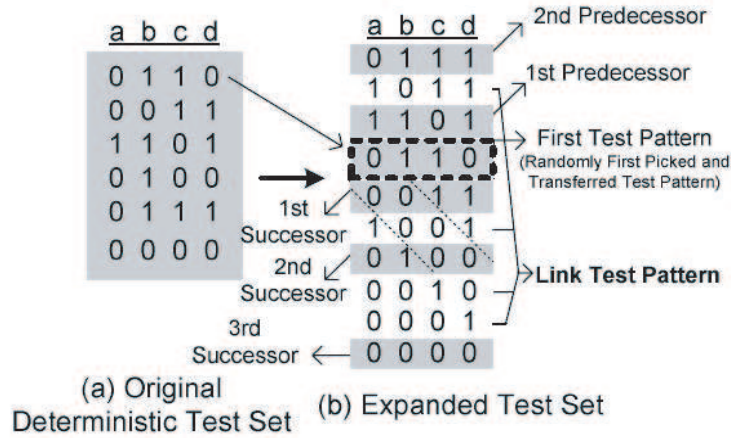 a b c d
0 1 1 0
0 0 1 1
1 1 0 1
0 1 0 0
0 1 1 1
0 0 0 0
(a) Original
Deterministic Test Set
a b c d
0 1 1 1
1 0 1 1
1 1 0 1
0 1 1 0
0 0 1 1
1 0 0 1
0 1 0 0
0 0 1 0
0 0 0 1
0 0 0 0
2nd Predecessor
1st Predecessor
First Test Pattern
(Randomly First Picked and
Transferred Test Pattern)
1st
Successor
2nd
Successor
Link Test Pattern
3rd
Successor
(b) Expanded Test Set